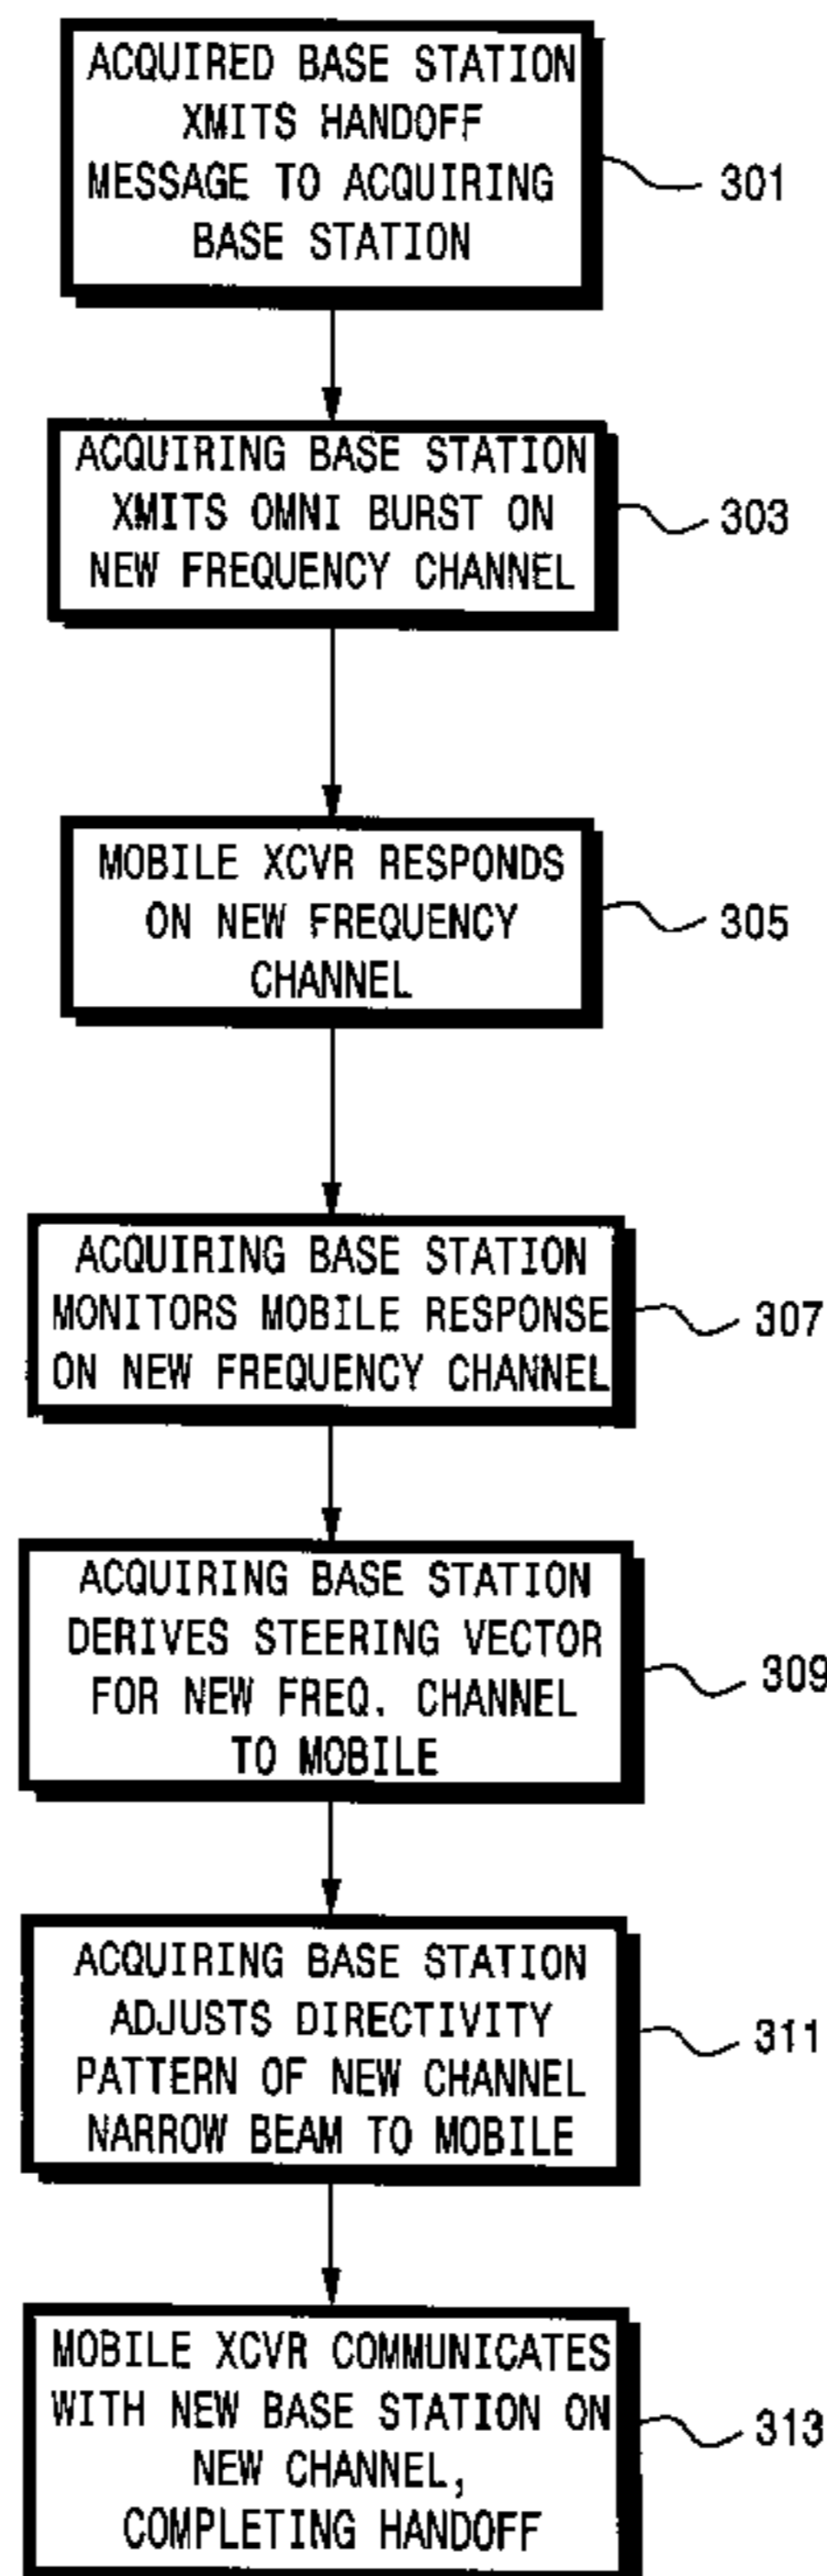 ACQUIRED BASE STATION
XMITS HANDOFF
MESSAGE TO ACQUIRING
BASE STATION
301
ACQUIRING BASE STATION
XMITS OMNI BURST ON
NEW FREQUENCY CHANNEL
303
MOBILE XCVR RESPONDS
ON NEW FREQUENCY
CHANNEL
305
ACQUIRING BASE STATION
MONITORS MOBILE RESPONSE
ON NEW FREQUENCY CHANNEL
307
ACQUIRING BASE STATION
DERIVES STEERING VECTOR
FOR NEW FREQ. CHANNEL
TO MOBILE
309
ACQUIRING BASE STATION
ADJUSTS DIRECTIVITY
PATTERN OF NEW CHANNEL
NARROW BEAM TO MOBILE
311
MOBILE XCVR COMMUNICATES
WITH NEW BASE STATION ON
NEW CHANNEL,
COMPLETING HANDOFF
313